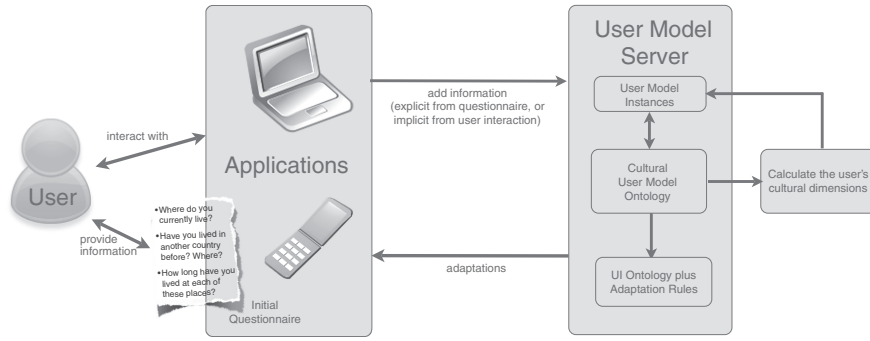 User
interact with
provide
information
Applications
•Where do you
currently live?
•Have you lived in
another country
before? Where?
•How long have you
lived at each of
these places?
Initial
Questionnaire
add information
(explicit from questionnaire, or
implicit from user interaction)
adaptations
User Model
Server
User Model
Instances
Cultural
User Model
Ontology
UI Ontology plus
Adaptation Rules
Calculate the user's
cultural dimensions